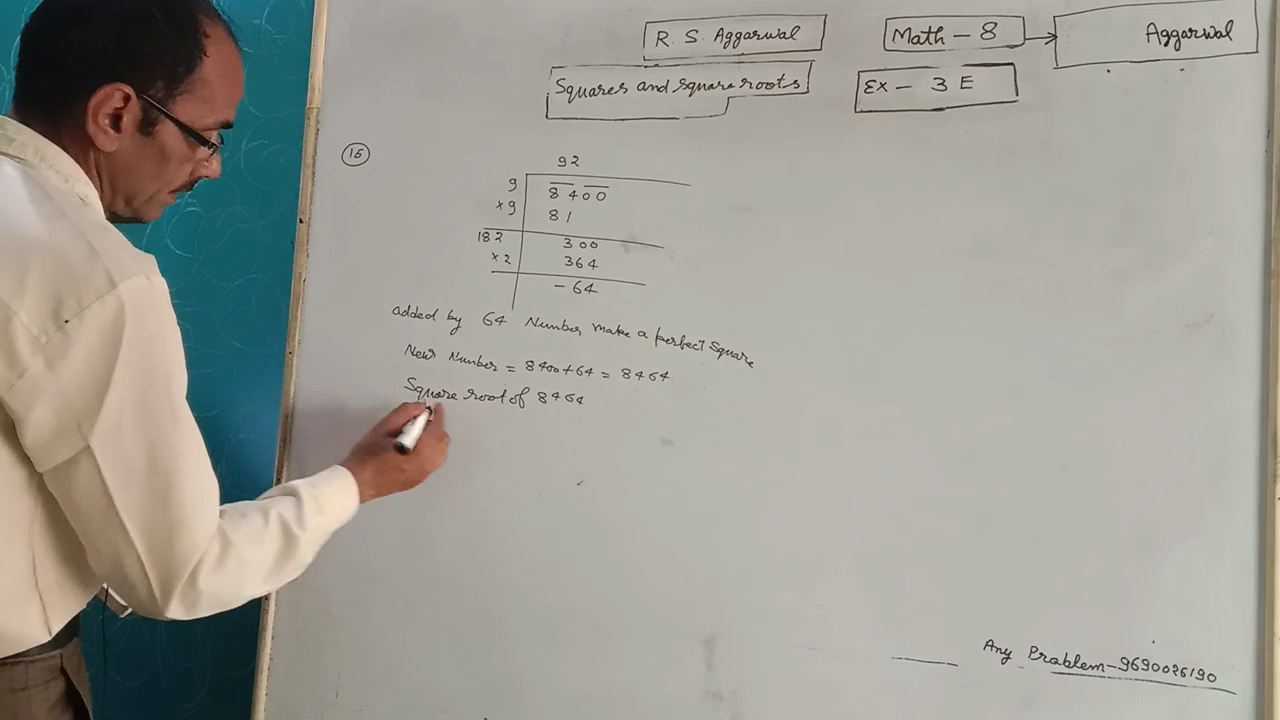 R. S. Aggarwal
Math - 8
Aggarwal
Squares and square roots
Ex - 3 E
15
92
9
8400
×9
81
182
300
×2
364
-64
added by 64 Number make a perfect Square
New Number = 8400+64 = 8464
Square root of 8464
Any Problem-9690026190